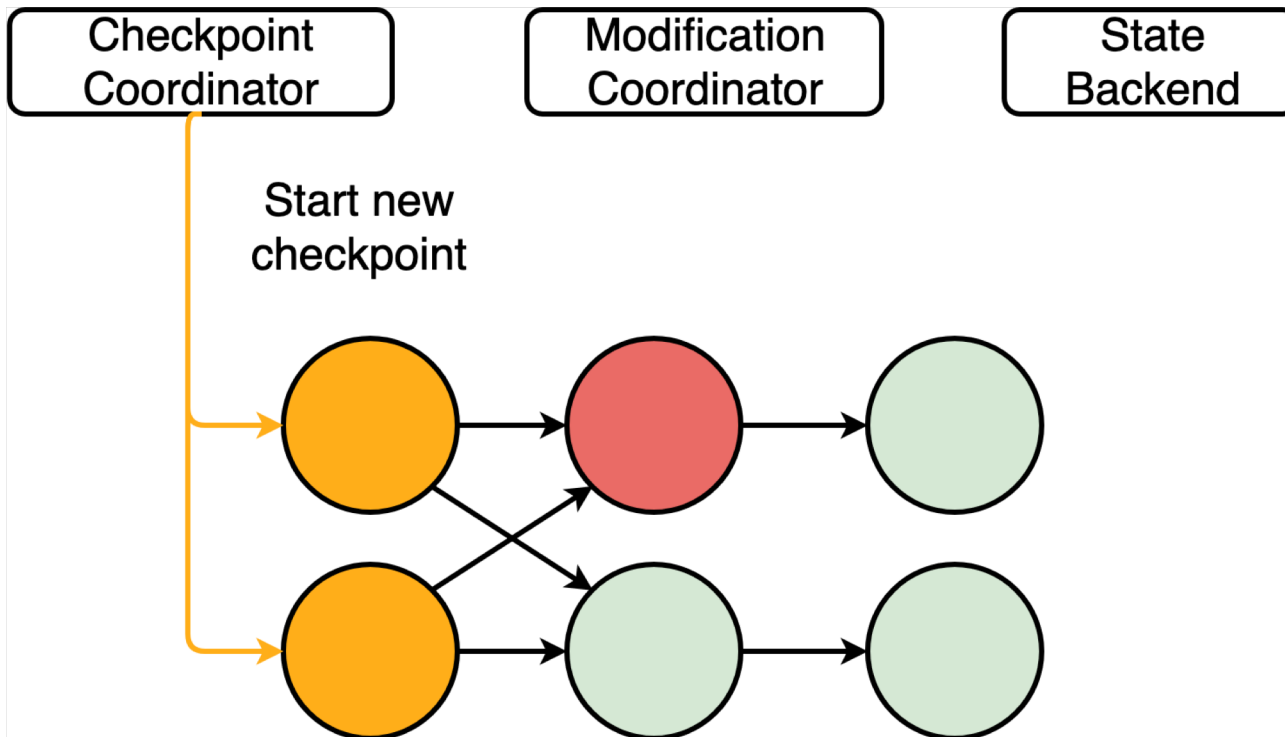 Checkpoint
Coordinator
Modification
Coordinator
State
Backend
Start new
checkpoint